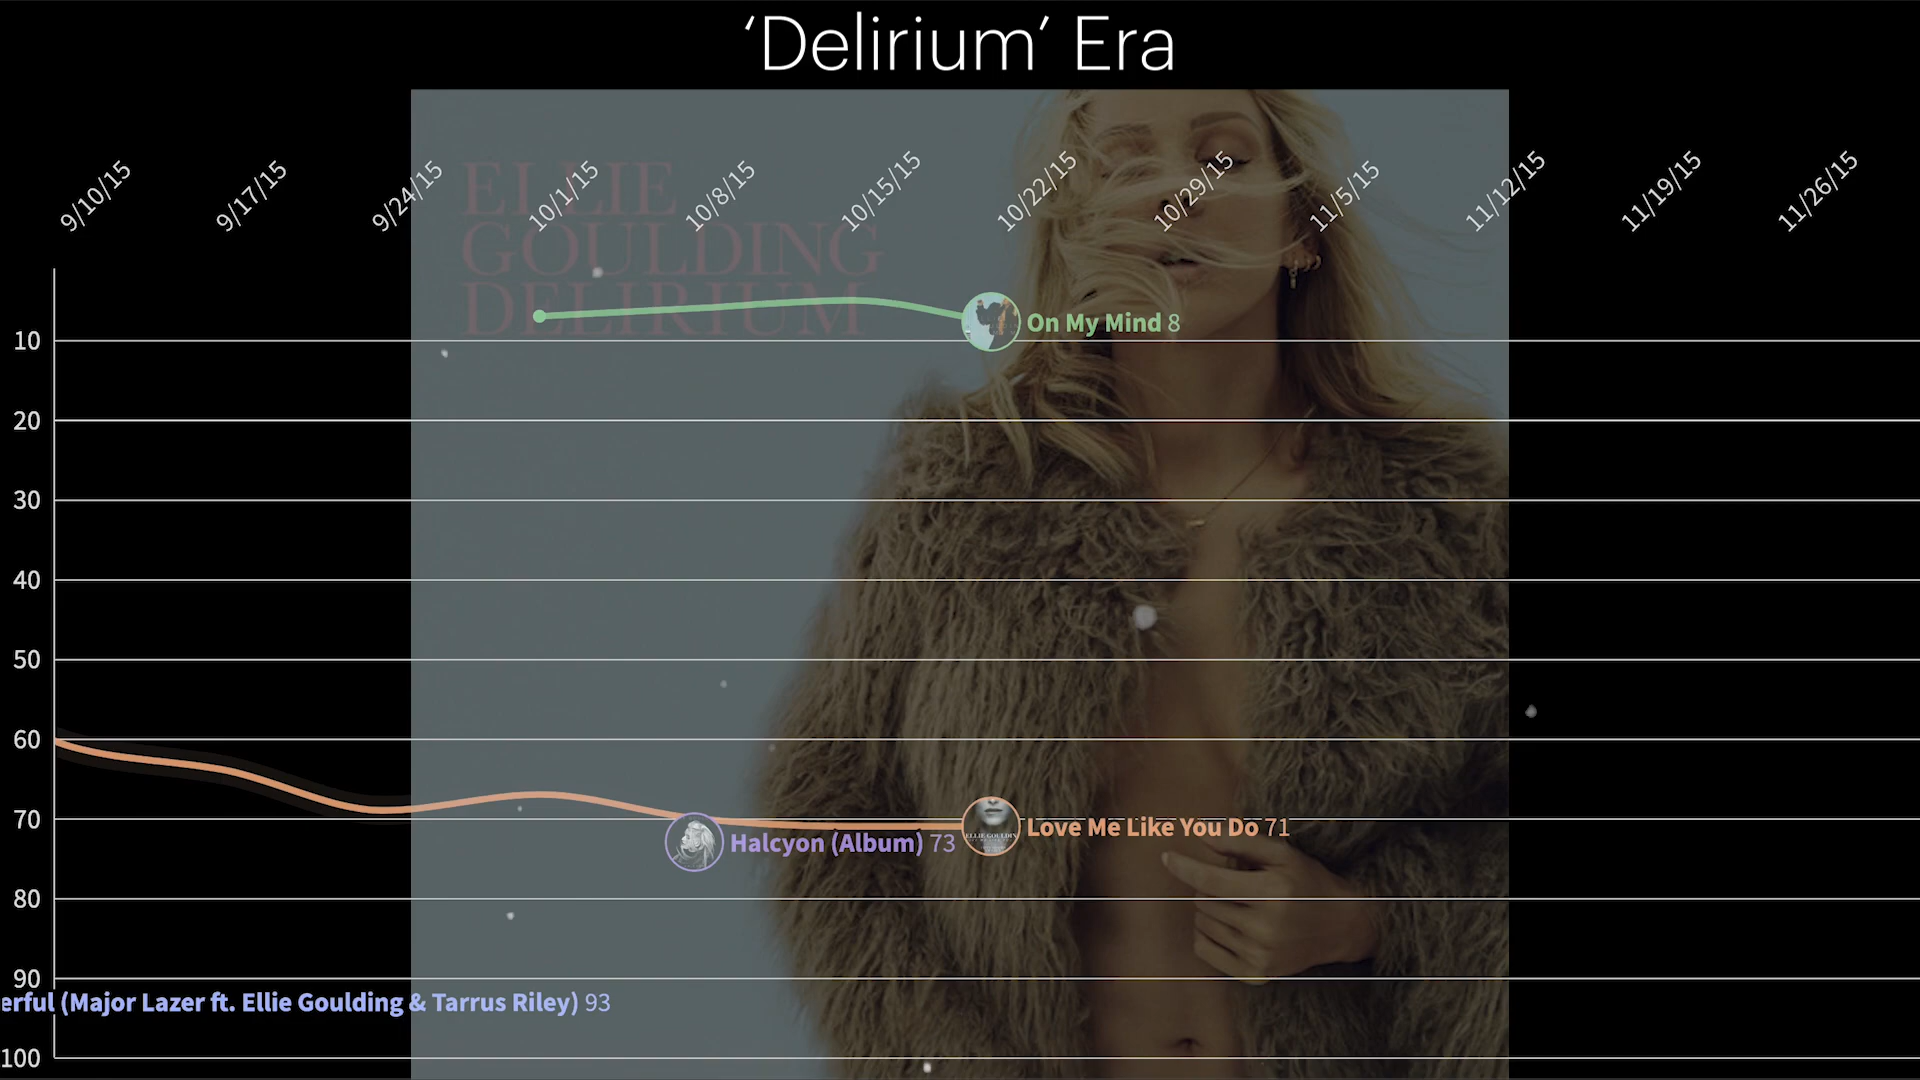 ‘Delirium’ Era
9/10/15
9/17/15
9/24/15
10/1/15
10/8/15
10/15/15
10/22/15
10/29/15
11/5/15
11/12/15
11/19/15
11/26/15
ELLIE
GOULDING
DELIRIUM
On My Mind 8
10
20
30
40
50
60
70
Love Me Like You Do 71
Halcyon (Album) 73
80
90
erful (Major Lazer ft. Ellie Goulding & Tarrus Riley) 93
100